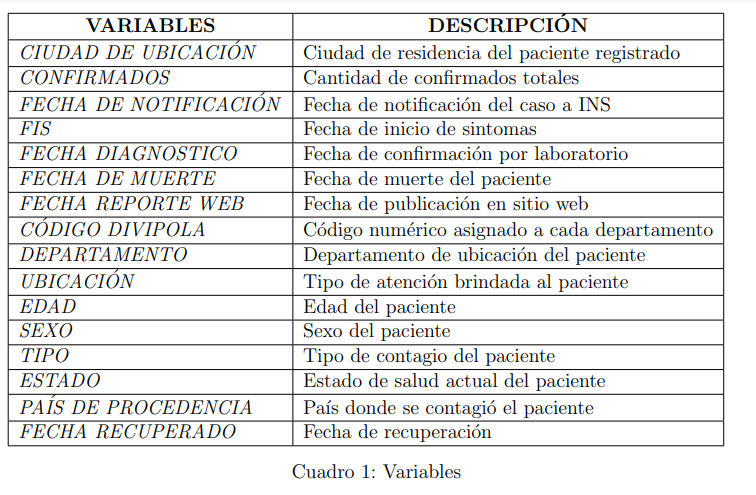 VARIABLES DESCRIPCIÓN
CIUDAD DE UBICACIÓN Ciudad de residencia del paciente registrado
CONFIRMADOS Cantidad de confirmados totales
FECHA DE NOTIFICACIÓN Fecha de notificación del caso a INS
FIS Fecha de inicio de sintomas
FECHA DIAGNOSTICO Fecha de confirmación por laboratorio
FECHA DE MUERTE Fecha de muerte del paciente
FECHA REPORTE WEB Fecha de publicación en sitio web
CÓDIGO DIVIPOLA Código numérico asignado a cada departamento
DEPARTAMENTO Departamento de ubicación del paciente
UBICACIÓN Tipo de atención brindada al paciente
EDAD Edad del paciente
SEXO Sexo del paciente
TIPO Tipo de contagio del paciente
ESTADO Estado de salud actual del paciente
PAÍS DE PROCEDENCIA País donde se contagió el paciente
FECHA RECUPERADO Fecha de recuperación
Cuadro 1: Variables